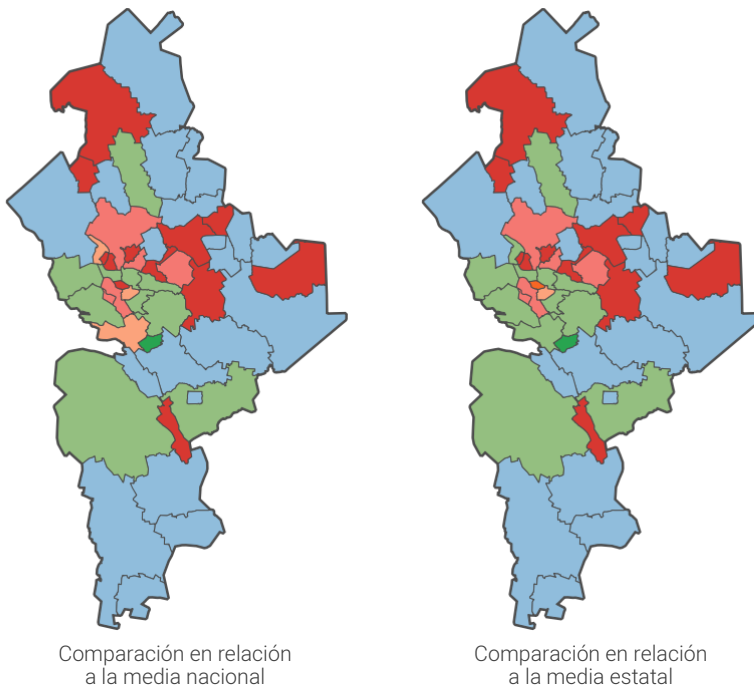 Comparación en relación
a la media nacional
Comparación en relación
a la media estatal